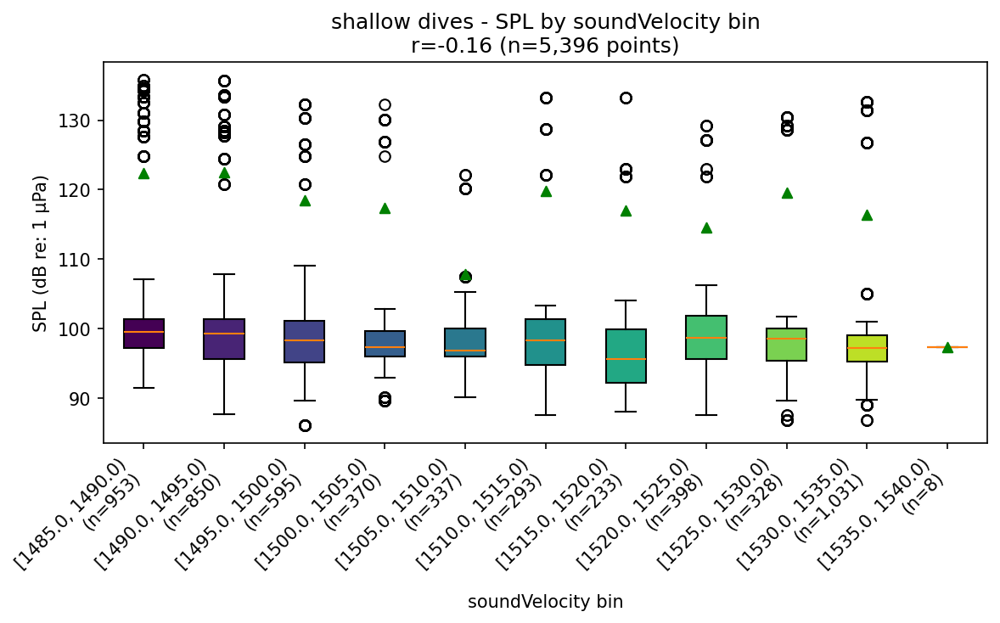 shallow dives - SPL by soundVelocity bin
r=-0.16 (n=5,396 points)
SPL (dB re: 1 µPa)
130
120
110
100
90
[1485.0, 1490.0)
(n=953)
[1490.0, 1495.0)
(n=850)
[1495.0, 1500.0)
(n=595)
[1500.0, 1505.0)
(n=370)
[1505.0, 1510.0)
(n=337)
[1510.0, 1515.0)
(n=293)
[1515.0, 1520.0)
(n=233)
[1520.0, 1525.0)
(n=398)
[1525.0, 1530.0)
(n=328)
[1530.0, 1535.0)
(n=1,031)
[1535.0, 1540.0)
(n=8)
soundVelocity bin